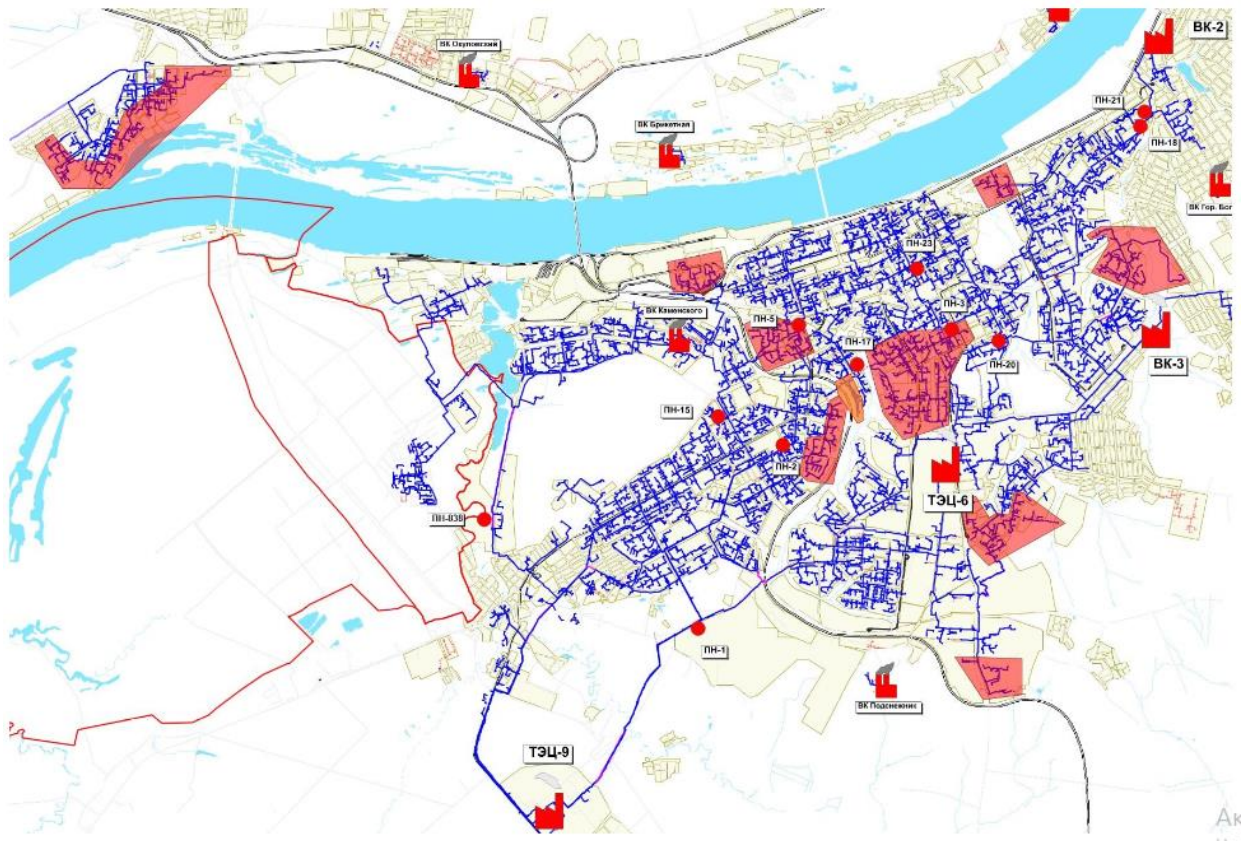 ВК-2
ВК Окуловский
ПН-21
ВК Брикетная
ПН-18
ВК Гор. Бог
ПН-23
ПН-3
ВК Каменского
ПН-5
ПН-17
ПН-20
ВК-3
ПН-15
ПН-2
ТЭЦ-6
ПН-838
ПН-1
ВК Подснежник
ТЭЦ-9
Ак